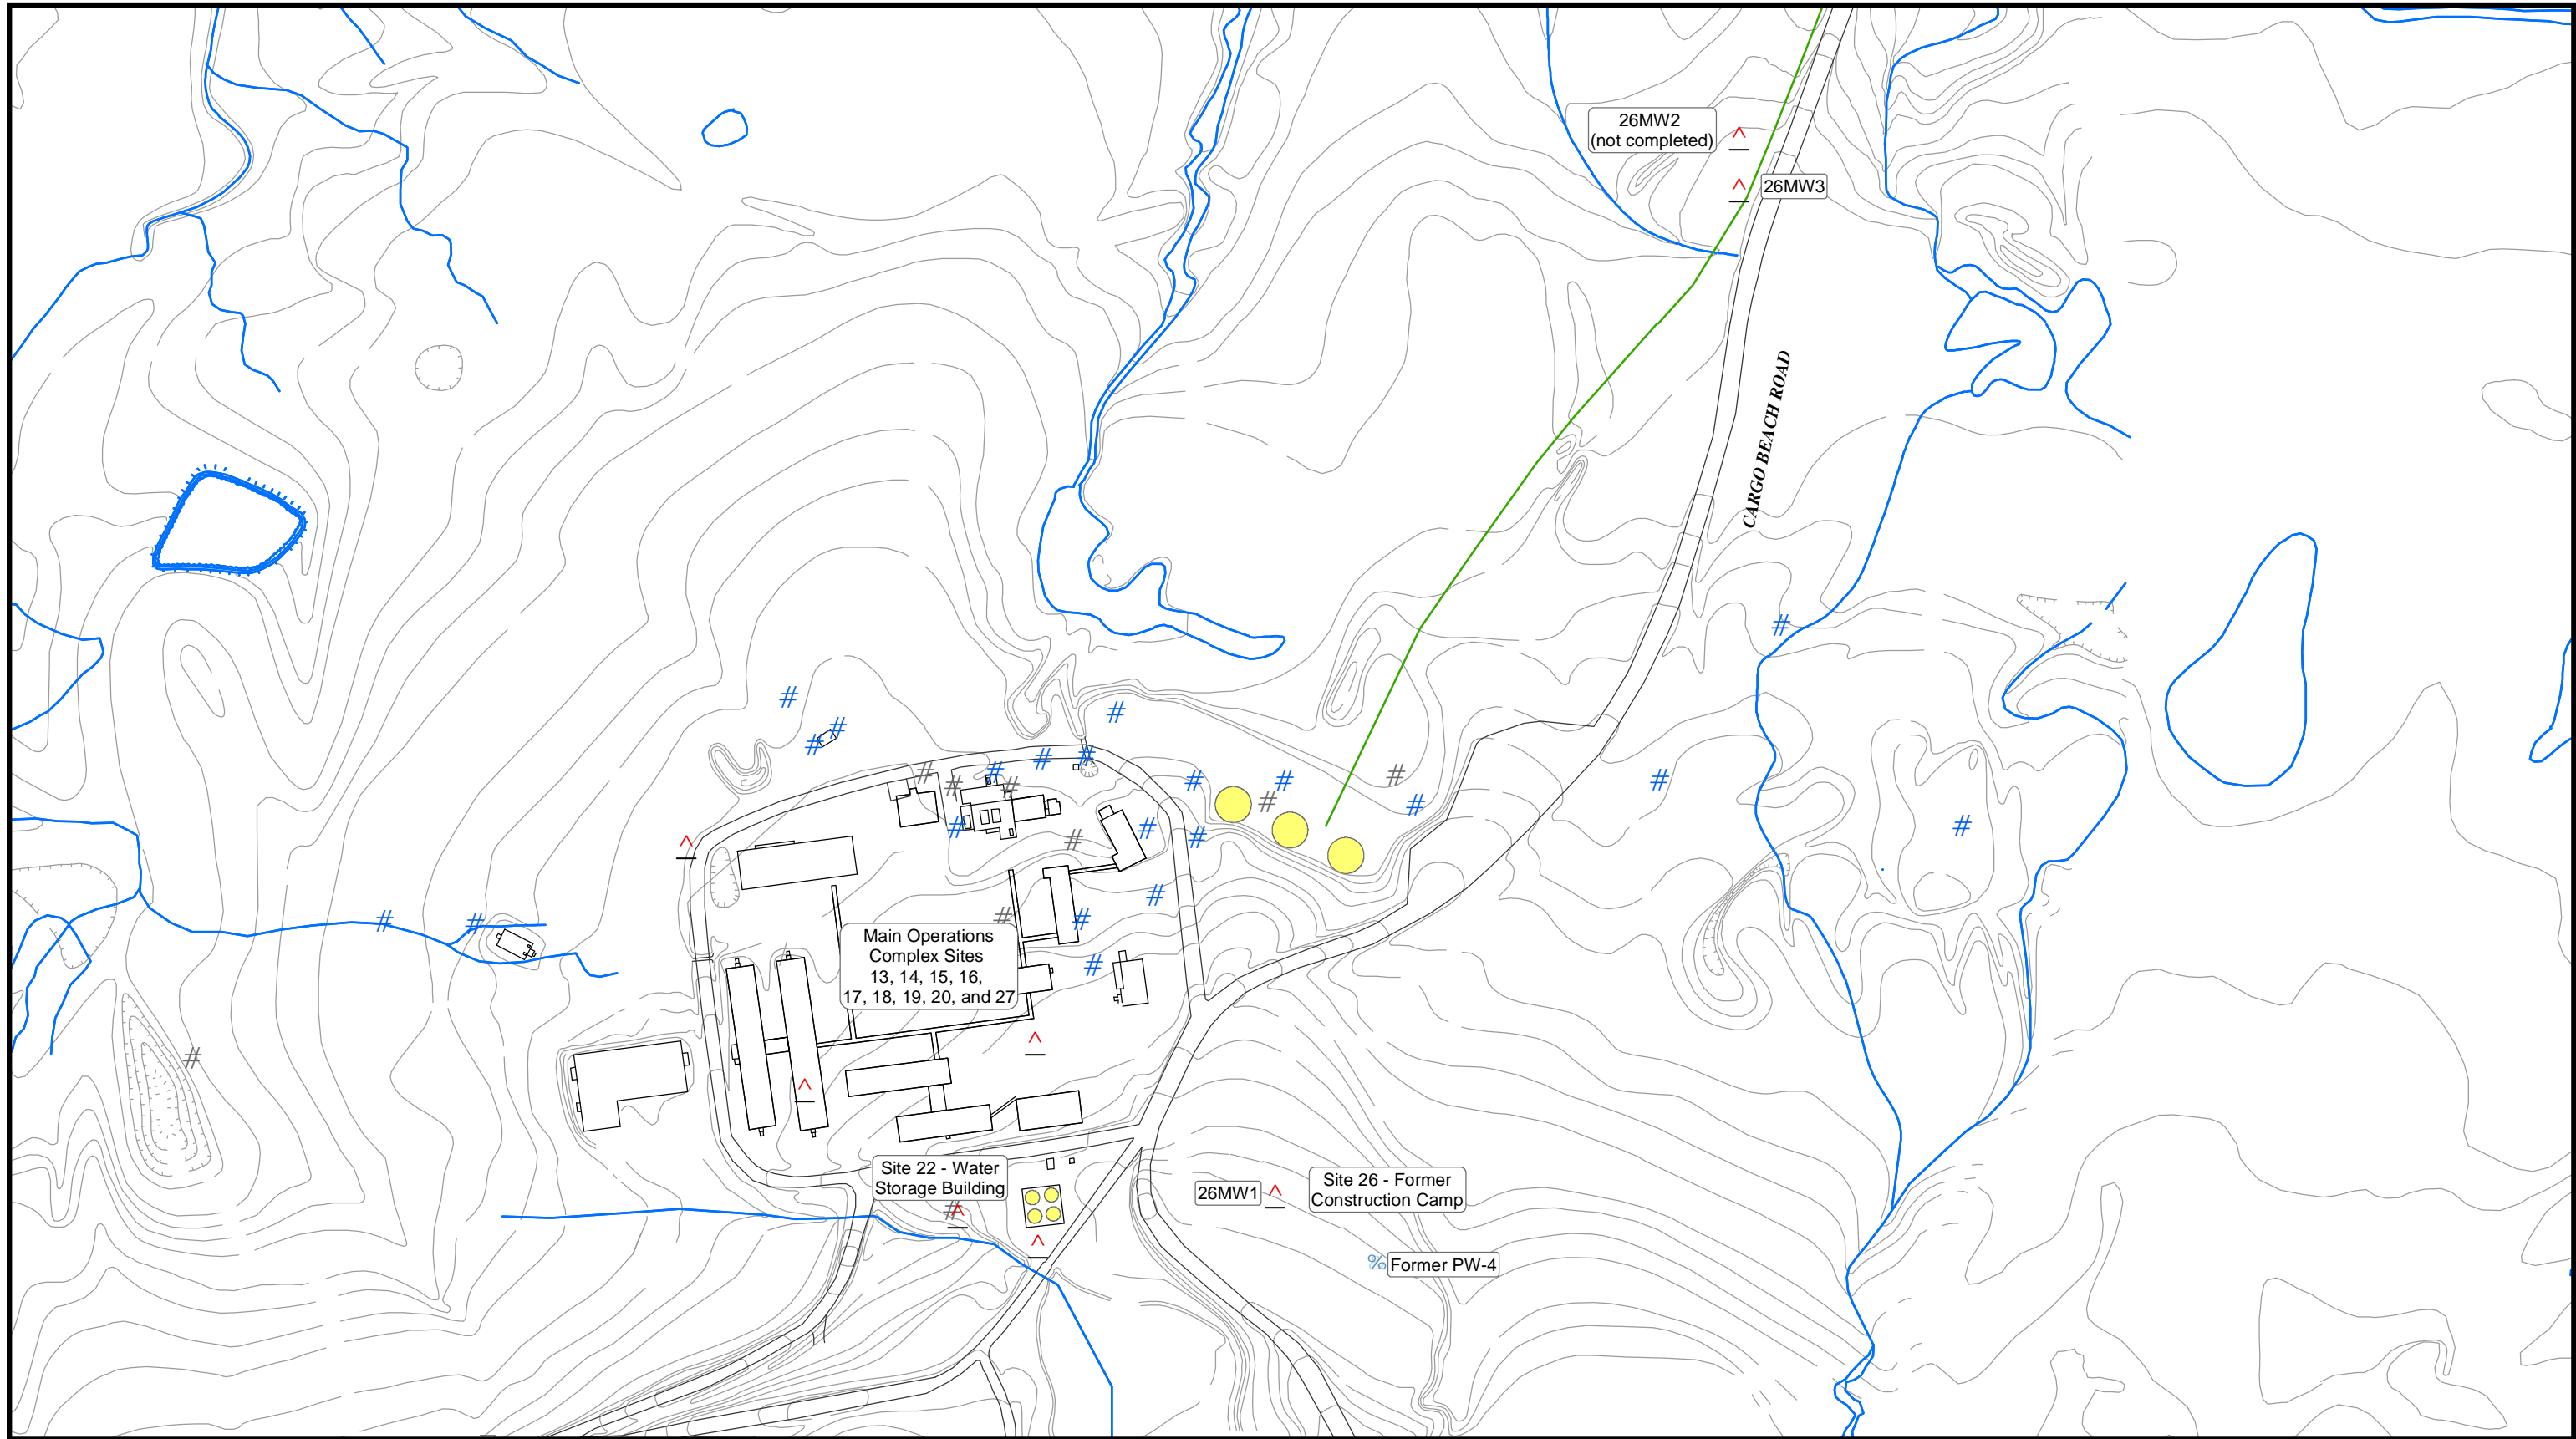 26MW2
(not completed)
26MW3
CARGO BEACH ROAD
Main Operations
Complex Sites
13, 14, 15, 16,
17, 18, 19, 20, and 27
Site 22 - Water
Storage Building
26MW1
Site 26 - Former
Construction Camp
% Former PW-4